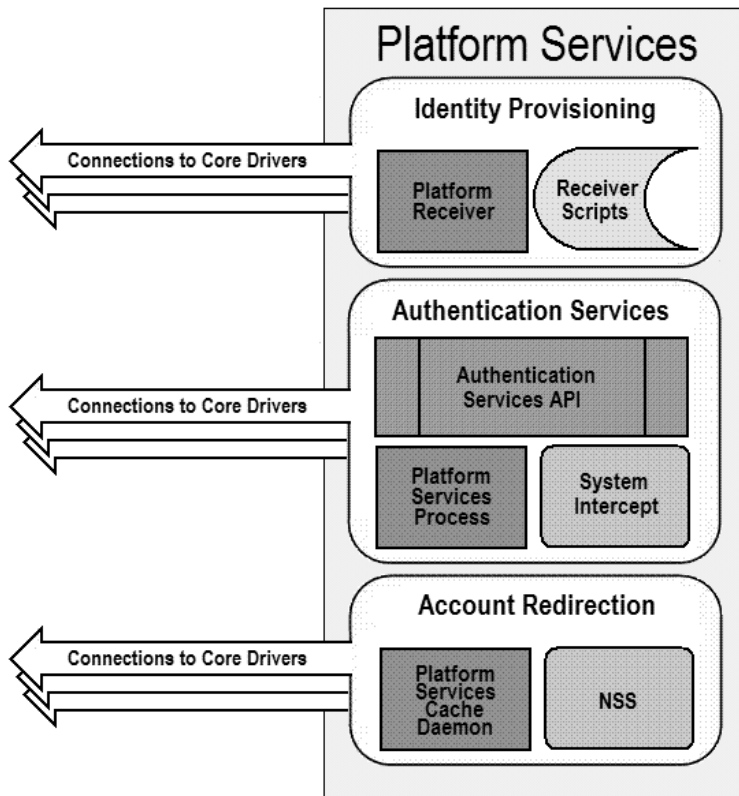 Platform Services
Identity Provisioning
Connections to Core Drivers
Platform
Receiver
Receiver
Scripts
Authentication Services
Authentication
Services API
Connections to Core Drivers
Platform
Services
Process
System
Intercept
Account Redirection
Connections to Core Drivers
Platform
Services
Cache
Daemon
NSS